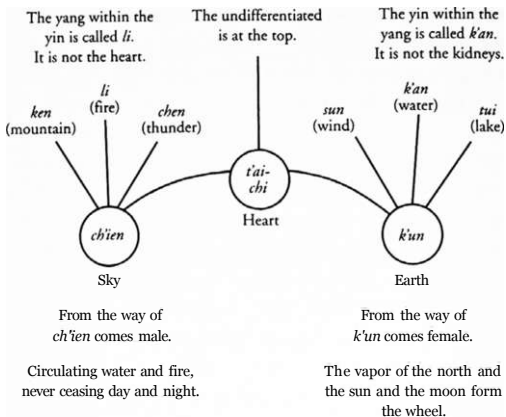 The yang within the
yin is called li.
It is not the heart.
The undifferentiated
is at the top.
The yin within the
yang is called k'an.
It is not the kidneys.
ken
(mountain)
li
(fire)
chen
(thunder)
sun
(wind)
k'an
(water)
tui
(lake)
t'ai-
chi
Heart
ch'ien
Sky
k'un
Earth
From the way of
ch'ien comes male.
Circulating water and fire,
never ceasing day and night.
From the way of
k'un comes female.
The vapor of the north and
the sun and the moon form
the wheel.